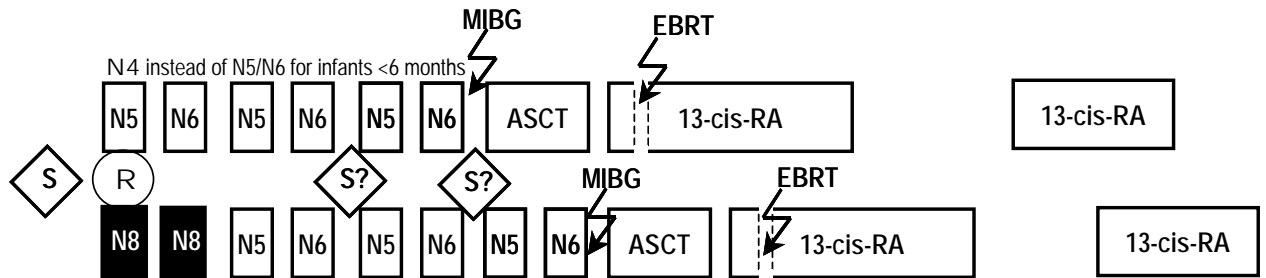 MIBG
EBRT
N4 instead of N5/N6 for infants <6 months
N5 N6 N5 N6 N5 N6 ASCT 13-cis-RA 13-cis-RA
S R S? S? MIBG EBRT
N8 N8 N5 N6 N5 N6 N5 N6 ASCT 13-cis-RA 13-cis-RA